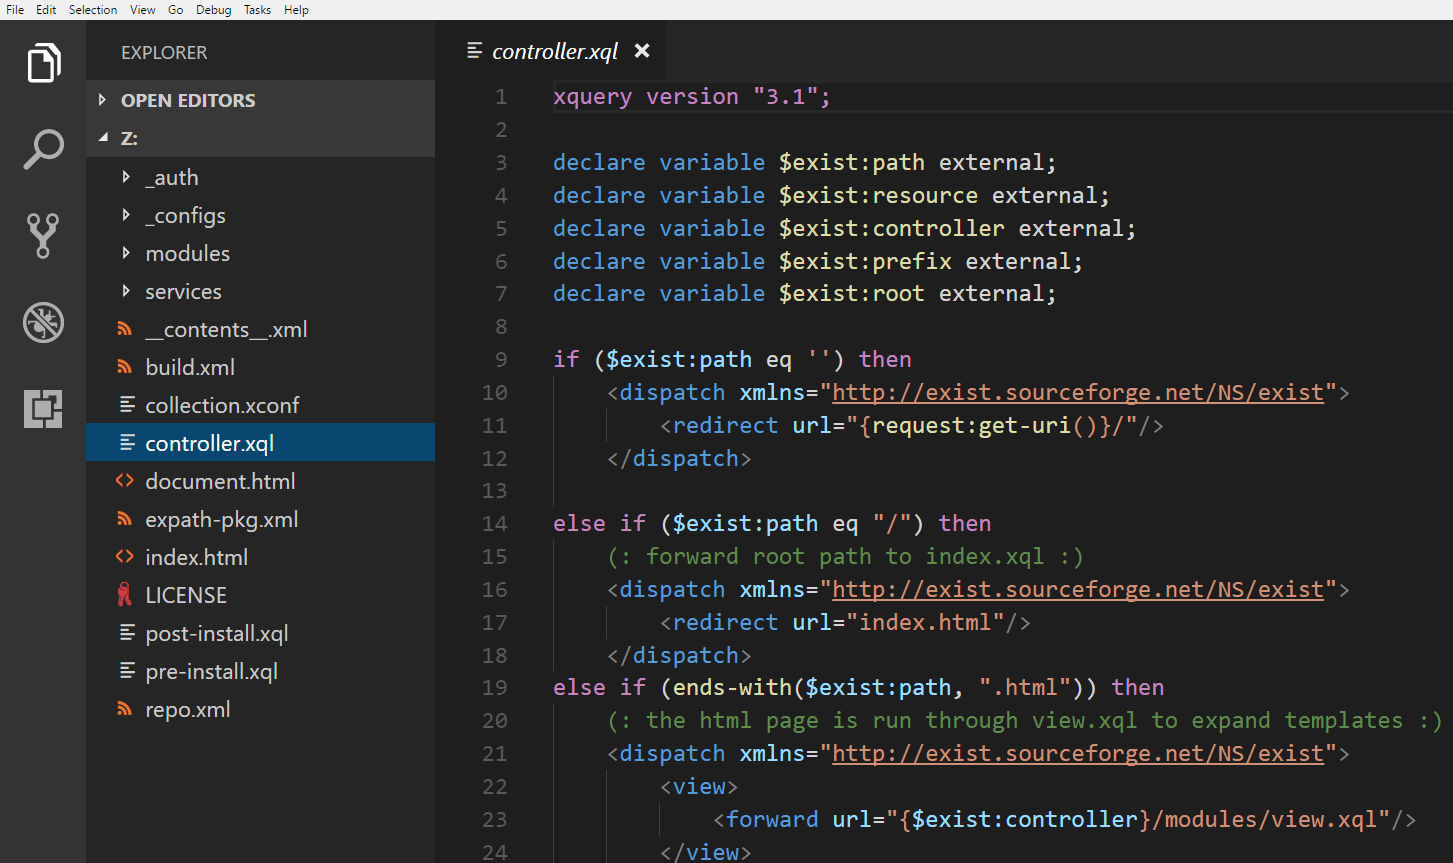 File Edit Selection View Go Debug Tasks Help
EXPLORER
OPEN EDITORS
Z:
_auth
_configs
modules
services
__contents__.xml
build.xml
collection.xconf
controller.xql
document.html
expath-pkg.xml
index.html
LICENSE
post-install.xql
pre-install.xql
repo.xml
controller.xql
1 xquery version "3.1";
2
3 declare variable $exist:path external;
4 declare variable $exist:resource external;
5 declare variable $exist:controller external;
6 declare variable $exist:prefix external;
7 declare variable $exist:root external;
8
9 if ($exist:path eq '') then
10     <dispatch xmlns="http://exist.sourceforge.net/NS/exist">
11         <redirect url="{request:get-uri()}/"/>
12     </dispatch>
13
14 else if ($exist:path eq "/") then
15     (: forward root path to index.xql :)
16     <dispatch xmlns="http://exist.sourceforge.net/NS/exist">
17         <redirect url="index.html"/>
18     </dispatch>
19 else if (ends-with($exist:path, ".html")) then
20     (: the html page is run through view.xql to expand templates :)
21     <dispatch xmlns="http://exist.sourceforge.net/NS/exist">
22         <view>
23             <forward url="{$exist:controller}/modules/view.xql"/>
24         </view>